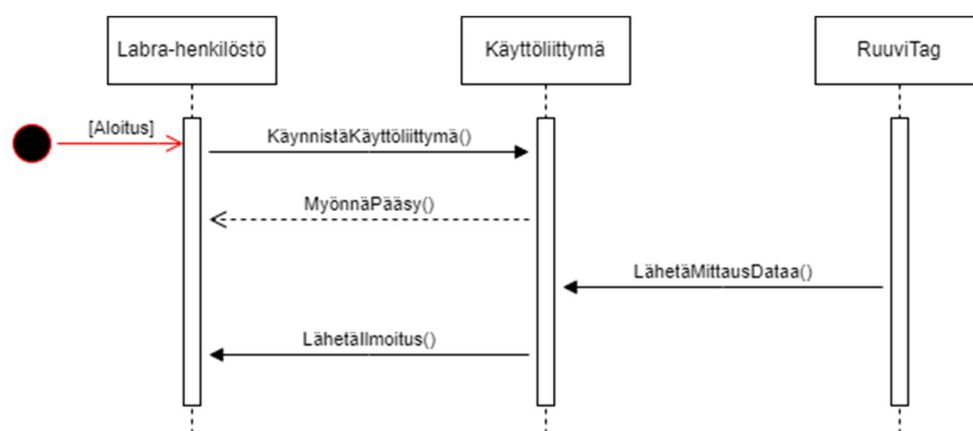 Labra-henkilöstö
Käyttöliittymä
RuuviTag
[Aloitus]
KäynnistäKäyttöliittymä()
MyönnäPääsy()
LähetäMittausDataa()
LähetäIlmoitus()